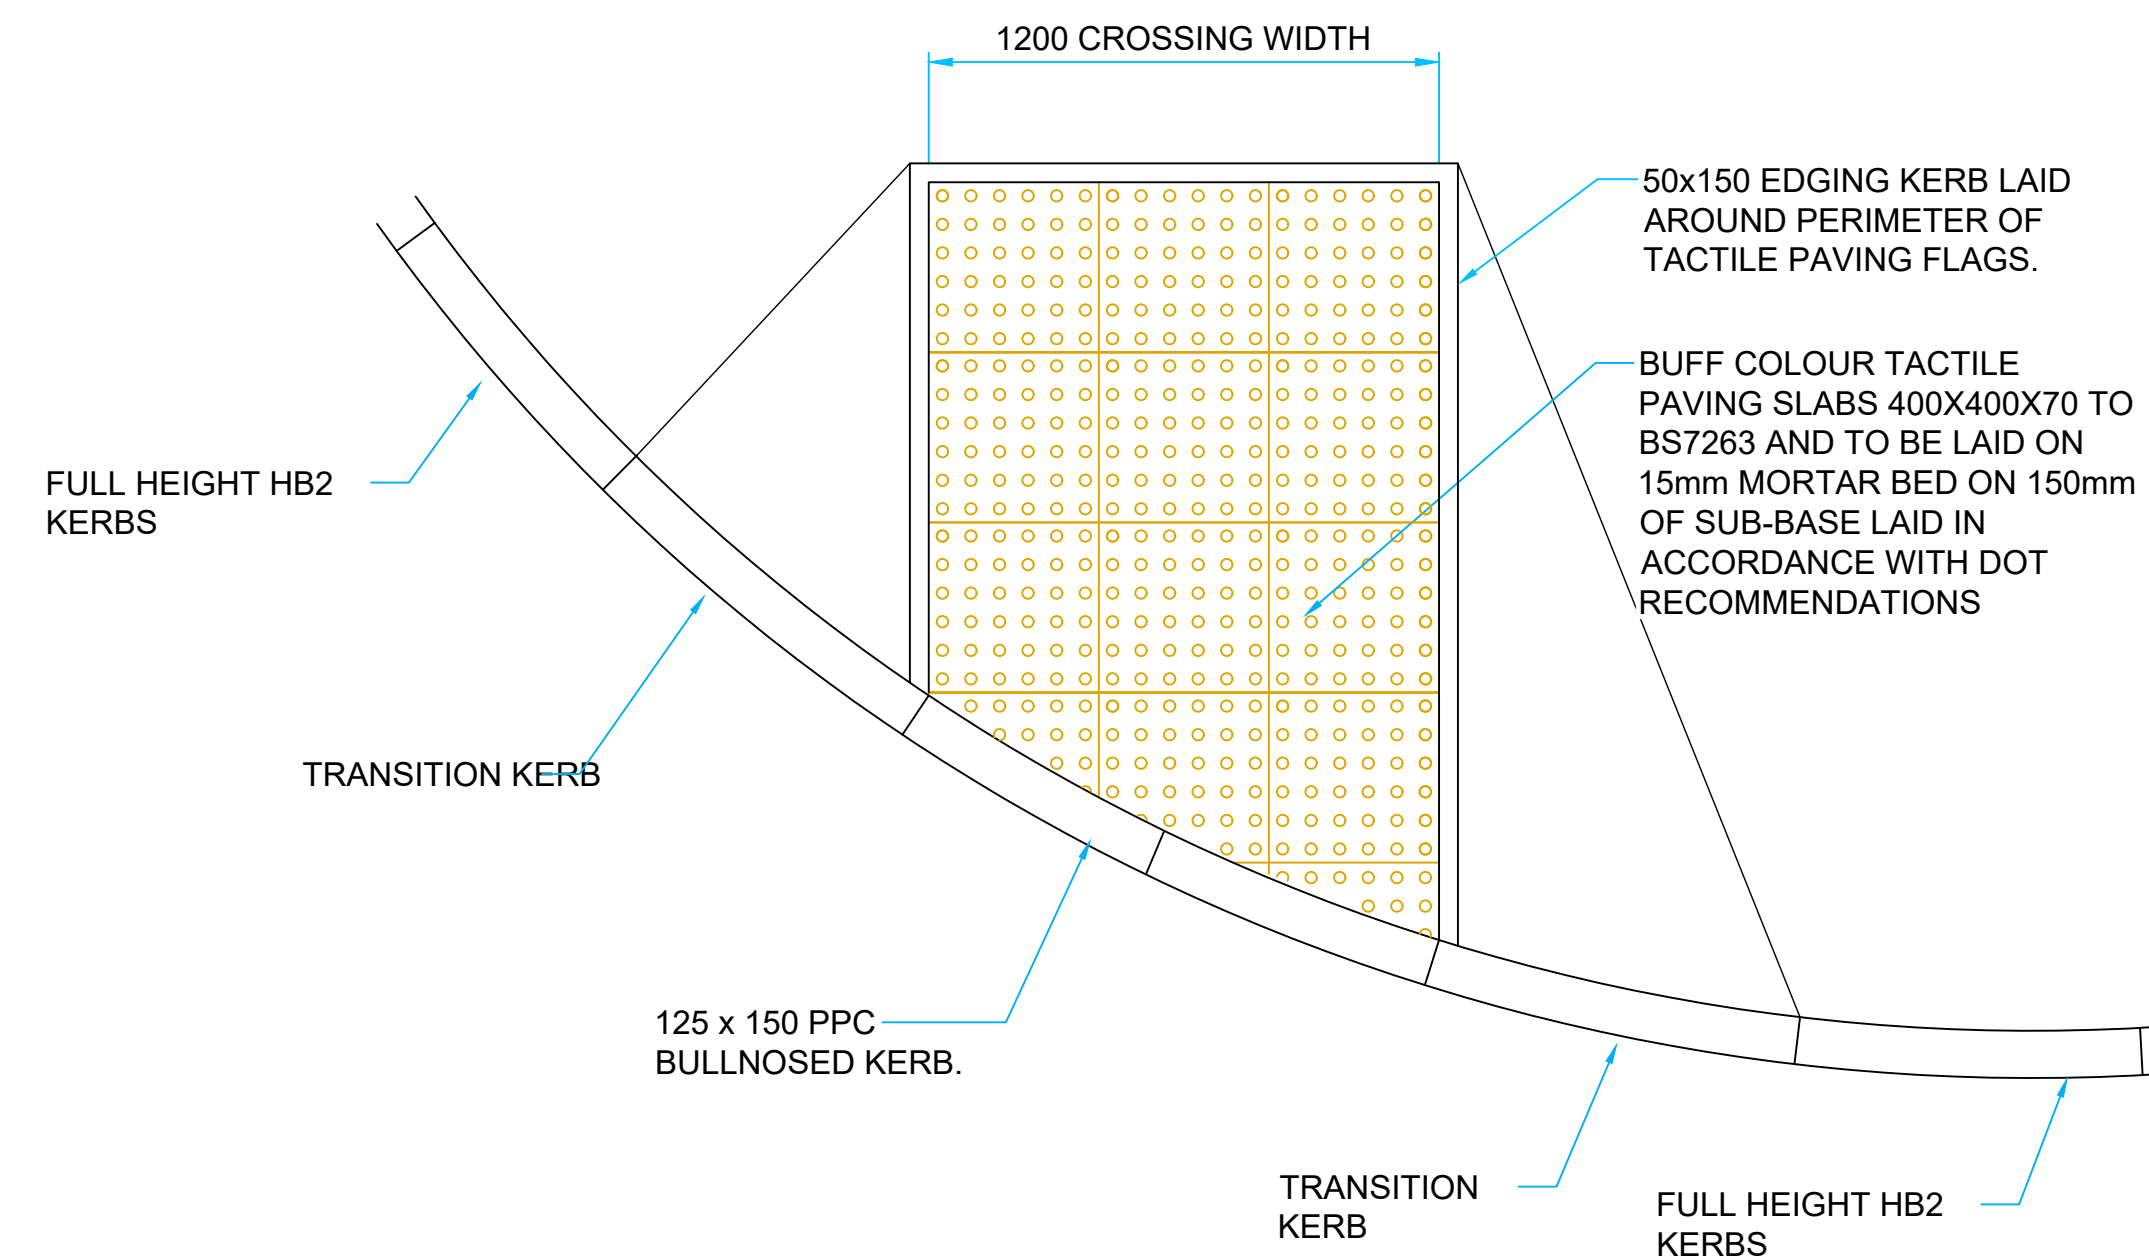 1200 CROSSING WIDTH
50x150 EDGING KERB LAID
AROUND PERIMETER OF
TACTILE PAVING FLAGS.
BUFF COLOUR TACTILE
PAVING SLABS 400X400X70 TO
BS7263 AND TO BE LAID ON
15mm MORTAR BED ON 150mm
OF SUB-BASE LAID IN
ACCORDANCE WITH DOT
RECOMMENDATIONS
FULL HEIGHT HB2
KERBS
TRANSITION KERB
125 x 150 PPC
BULLNOSED KERB.
TRANSITION
KERB
FULL HEIGHT HB2
KERBS